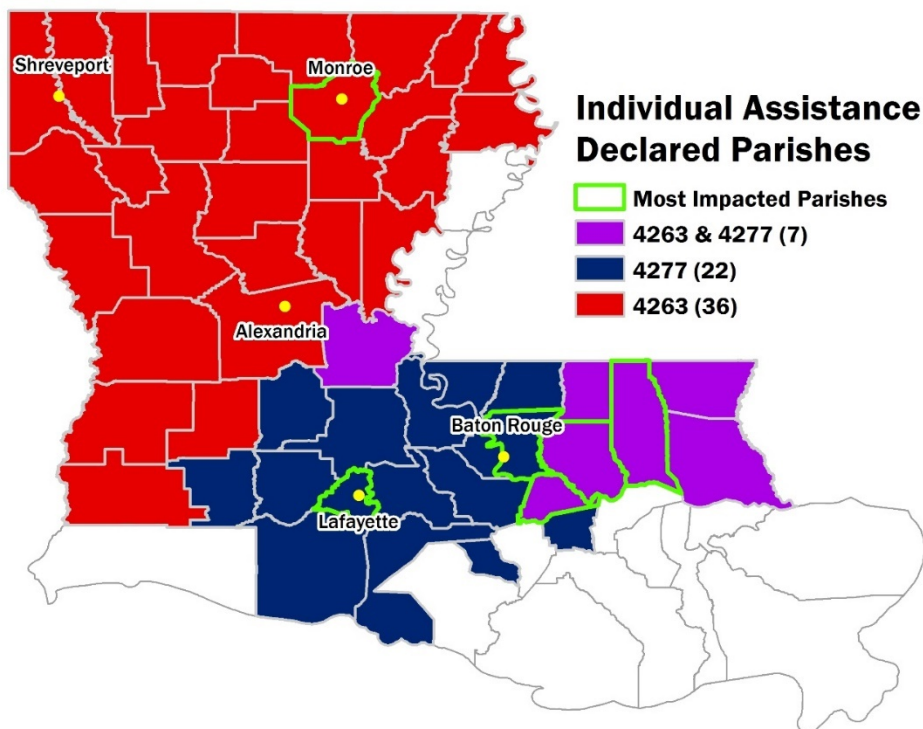 Shreveport
Monroe
Individual Assistance
Declared Parishes
Most Impacted Parishes
4263 & 4277 (7)
4277 (22)
4263 (36)
Alexandria
Baton Rouge
Lafayette